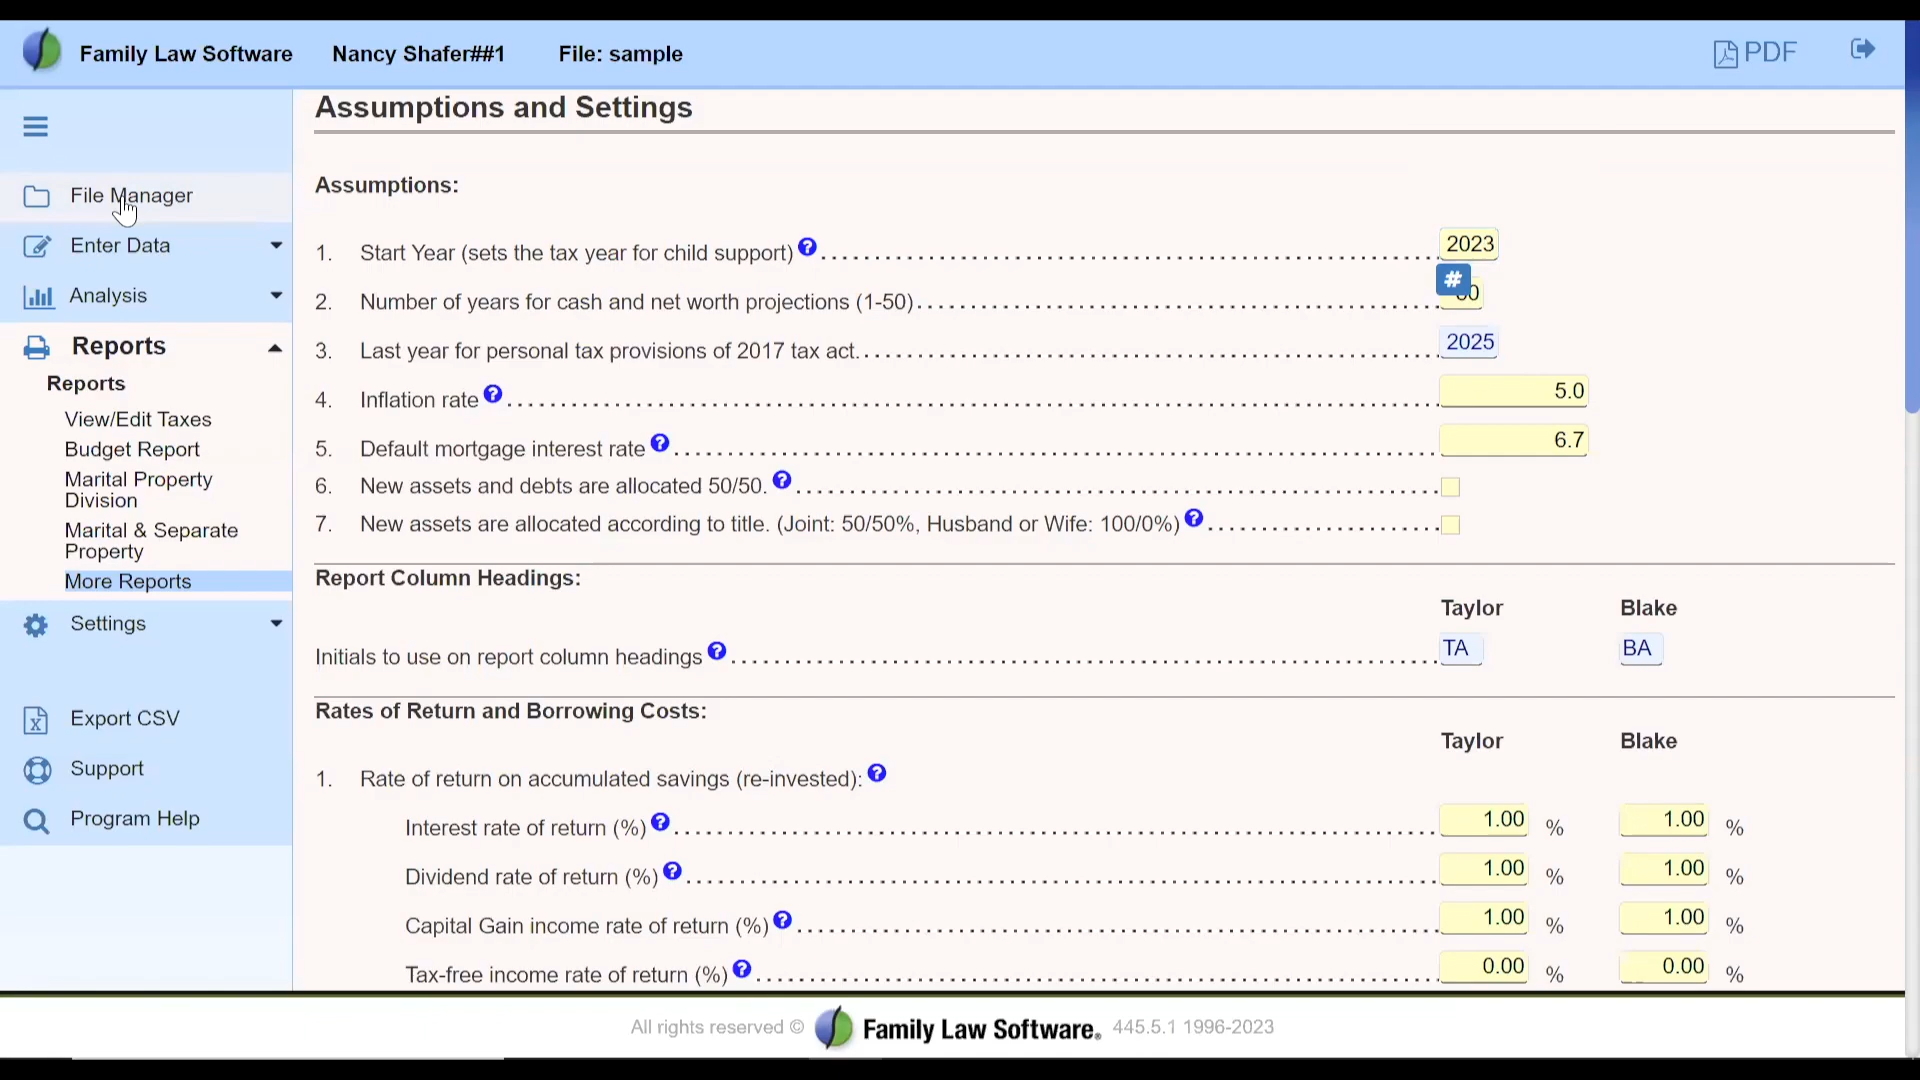 Family Law Software Nancy Shafer##1 File: sample PDF
Assumptions and Settings
File Manager
Enter Data
Analysis
Reports
Reports
View/Edit Taxes
Budget Report
Marital Property
Division
Marital & Separate
Property
More Reports
Settings
Export CSV
Support
Program Help
Assumptions:
1. Start Year (sets the tax year for child support) ? 2023
#
2. Number of years for cash and net worth projections (1-50)
3. Last year for personal tax provisions of 2017 tax act. 2025
4. Inflation rate ? 5.0
5. Default mortgage interest rate ? 6.7
6. New assets and debts are allocated 50/50. ?
7. New assets are allocated according to title. (Joint: 50/50%, Husband or Wife: 100/0%) ?
Report Column Headings:
Taylor Blake
Initials to use on report column headings ? TA BA
Rates of Return and Borrowing Costs:
Taylor Blake
1. Rate of return on accumulated savings (re-invested): ?
Interest rate of return (%) ? 1.00 % 1.00 %
Dividend rate of return (%) ? 1.00 % 1.00 %
Capital Gain income rate of return (%) ? 1.00 % 1.00 %
Tax-free income rate of return (%) ? 0.00 % 0.00 %
All rights reserved © Family Law Software® 445.5.1 1996-2023